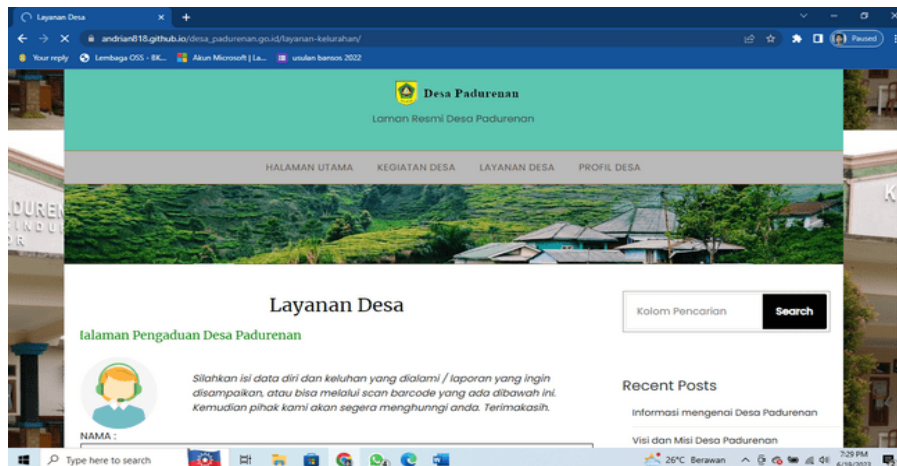 Layanan Desa
andrian818.github.io/desa_padurenan.go.id/layanan-kelurahan/
Paused
Your reply
Lembaga OSS - BK...
Akun Microsoft | La...
usulan bansos 2022
Desa Padurenan
Laman Resmi Desa Padurenan
HALAMAN UTAMA KEGIATAN DESA LAYANAN DESA PROFIL DESA
Layanan Desa
Kolom Pencarian
Search
Halaman Pengaduan Desa Padurenan
Silahkan isi data diri dan keluhan yang dialami / laporan yang ingin
disampaikan, atau bisa melalui scan barcode yang ada dibawah ini.
Kemudian pihak kami akan segera menghunngi anda. Terimakasih.
NAMA :
Recent Posts
Informasi mengenai Desa Padurenan
Visi dan Misi Desa Padurenan
Type here to search
26°C Berawan
7:29 PM